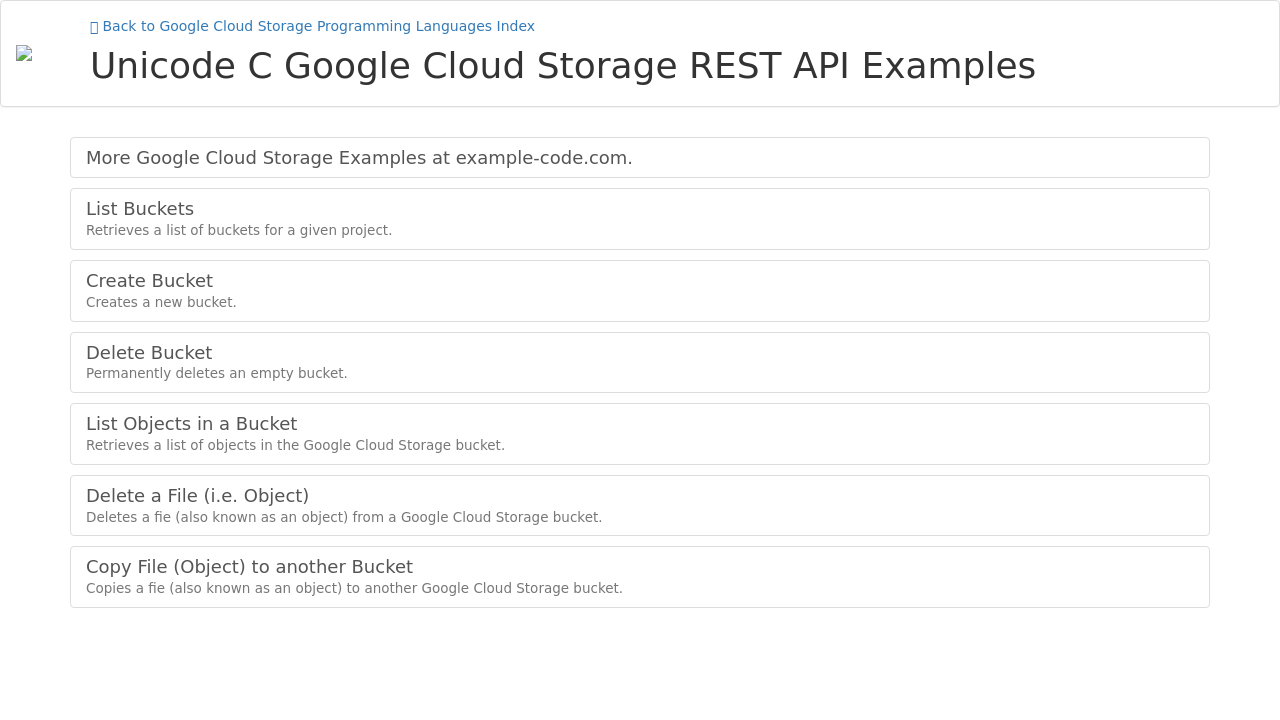 Back to Google Cloud Storage Programming Languages Index
Unicode C Google Cloud Storage REST API Examples
More Google Cloud Storage Examples at example-code.com.
List Buckets
Retrieves a list of buckets for a given project.
Create Bucket
Creates a new bucket.
Delete Bucket
Permanently deletes an empty bucket.
List Objects in a Bucket
Retrieves a list of objects in the Google Cloud Storage bucket.
Delete a File (i.e. Object)
Deletes a fie (also known as an object) from a Google Cloud Storage bucket.
Copy File (Object) to another Bucket
Copies a fie (also known as an object) to another Google Cloud Storage bucket.